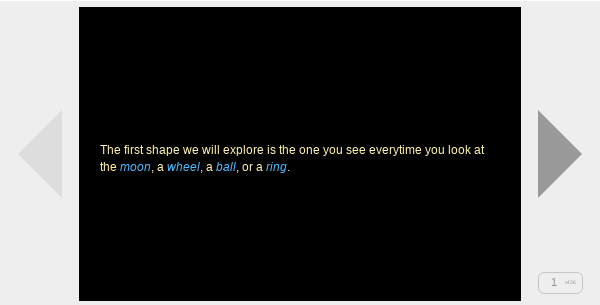 The first shape we will explore is the one you see everytime you look at
the moon, a wheel, a ball, or a ring.
1